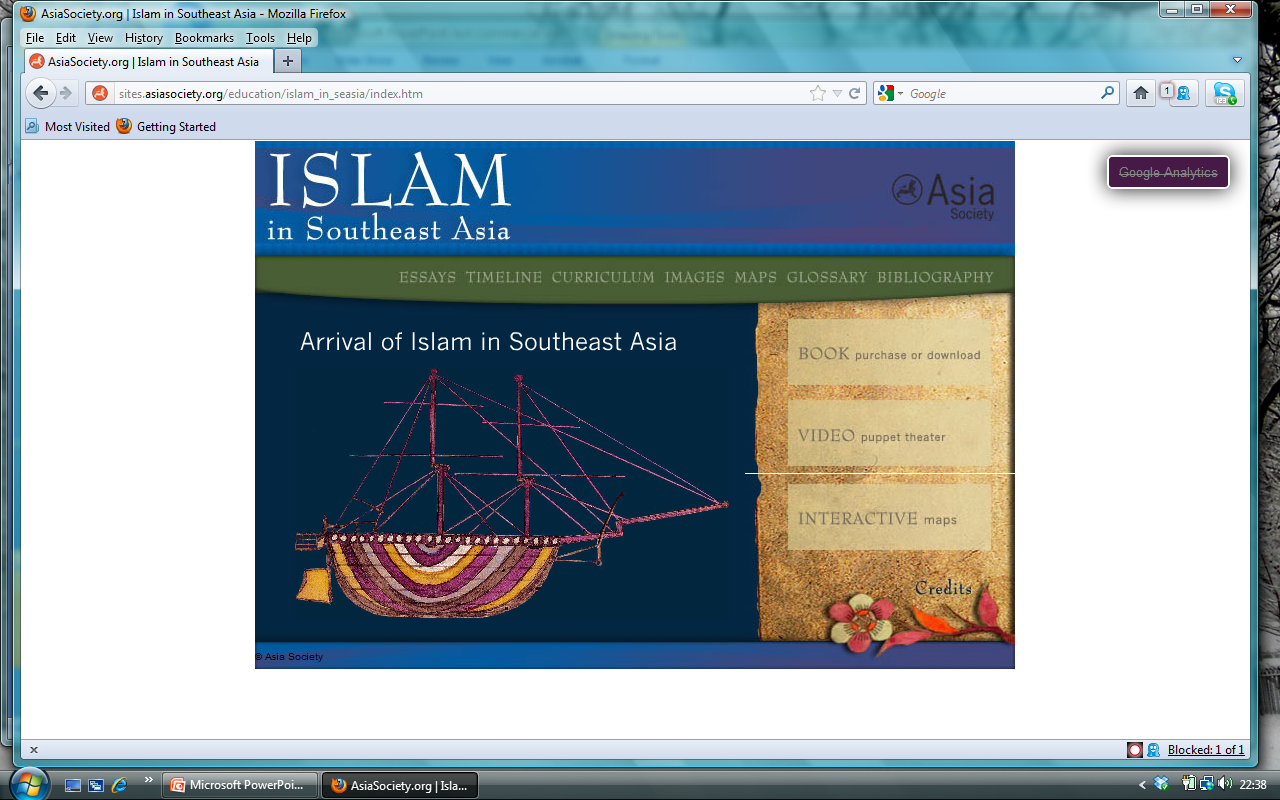 AsiaSociety.org | Islam in Southeast Asia - Mozilla Firefox
File Edit View History Bookmarks Tools Help
AsiaSociety.org | Islam in Southeast Asia
sites.asiasociety.org/education/islam_in_seasia/index.htm
Google
1
Most Visited Getting Started
Google Analytics
ISLAM
in Southeast Asia
Asia
Society
ESSAYS TIMELINE CURRICULUM IMAGES MAPS GLOSSARY BIBLIOGRAPHY
Arrival of Islam in Southeast Asia
BOOK purchase or download
VIDEO puppet theater
INTERACTIVE maps
Credits
© Asia Society
x
Blocked: 1 of 1
Microsoft PowerPoi...
AsiaSociety.org | Isla...
22:38